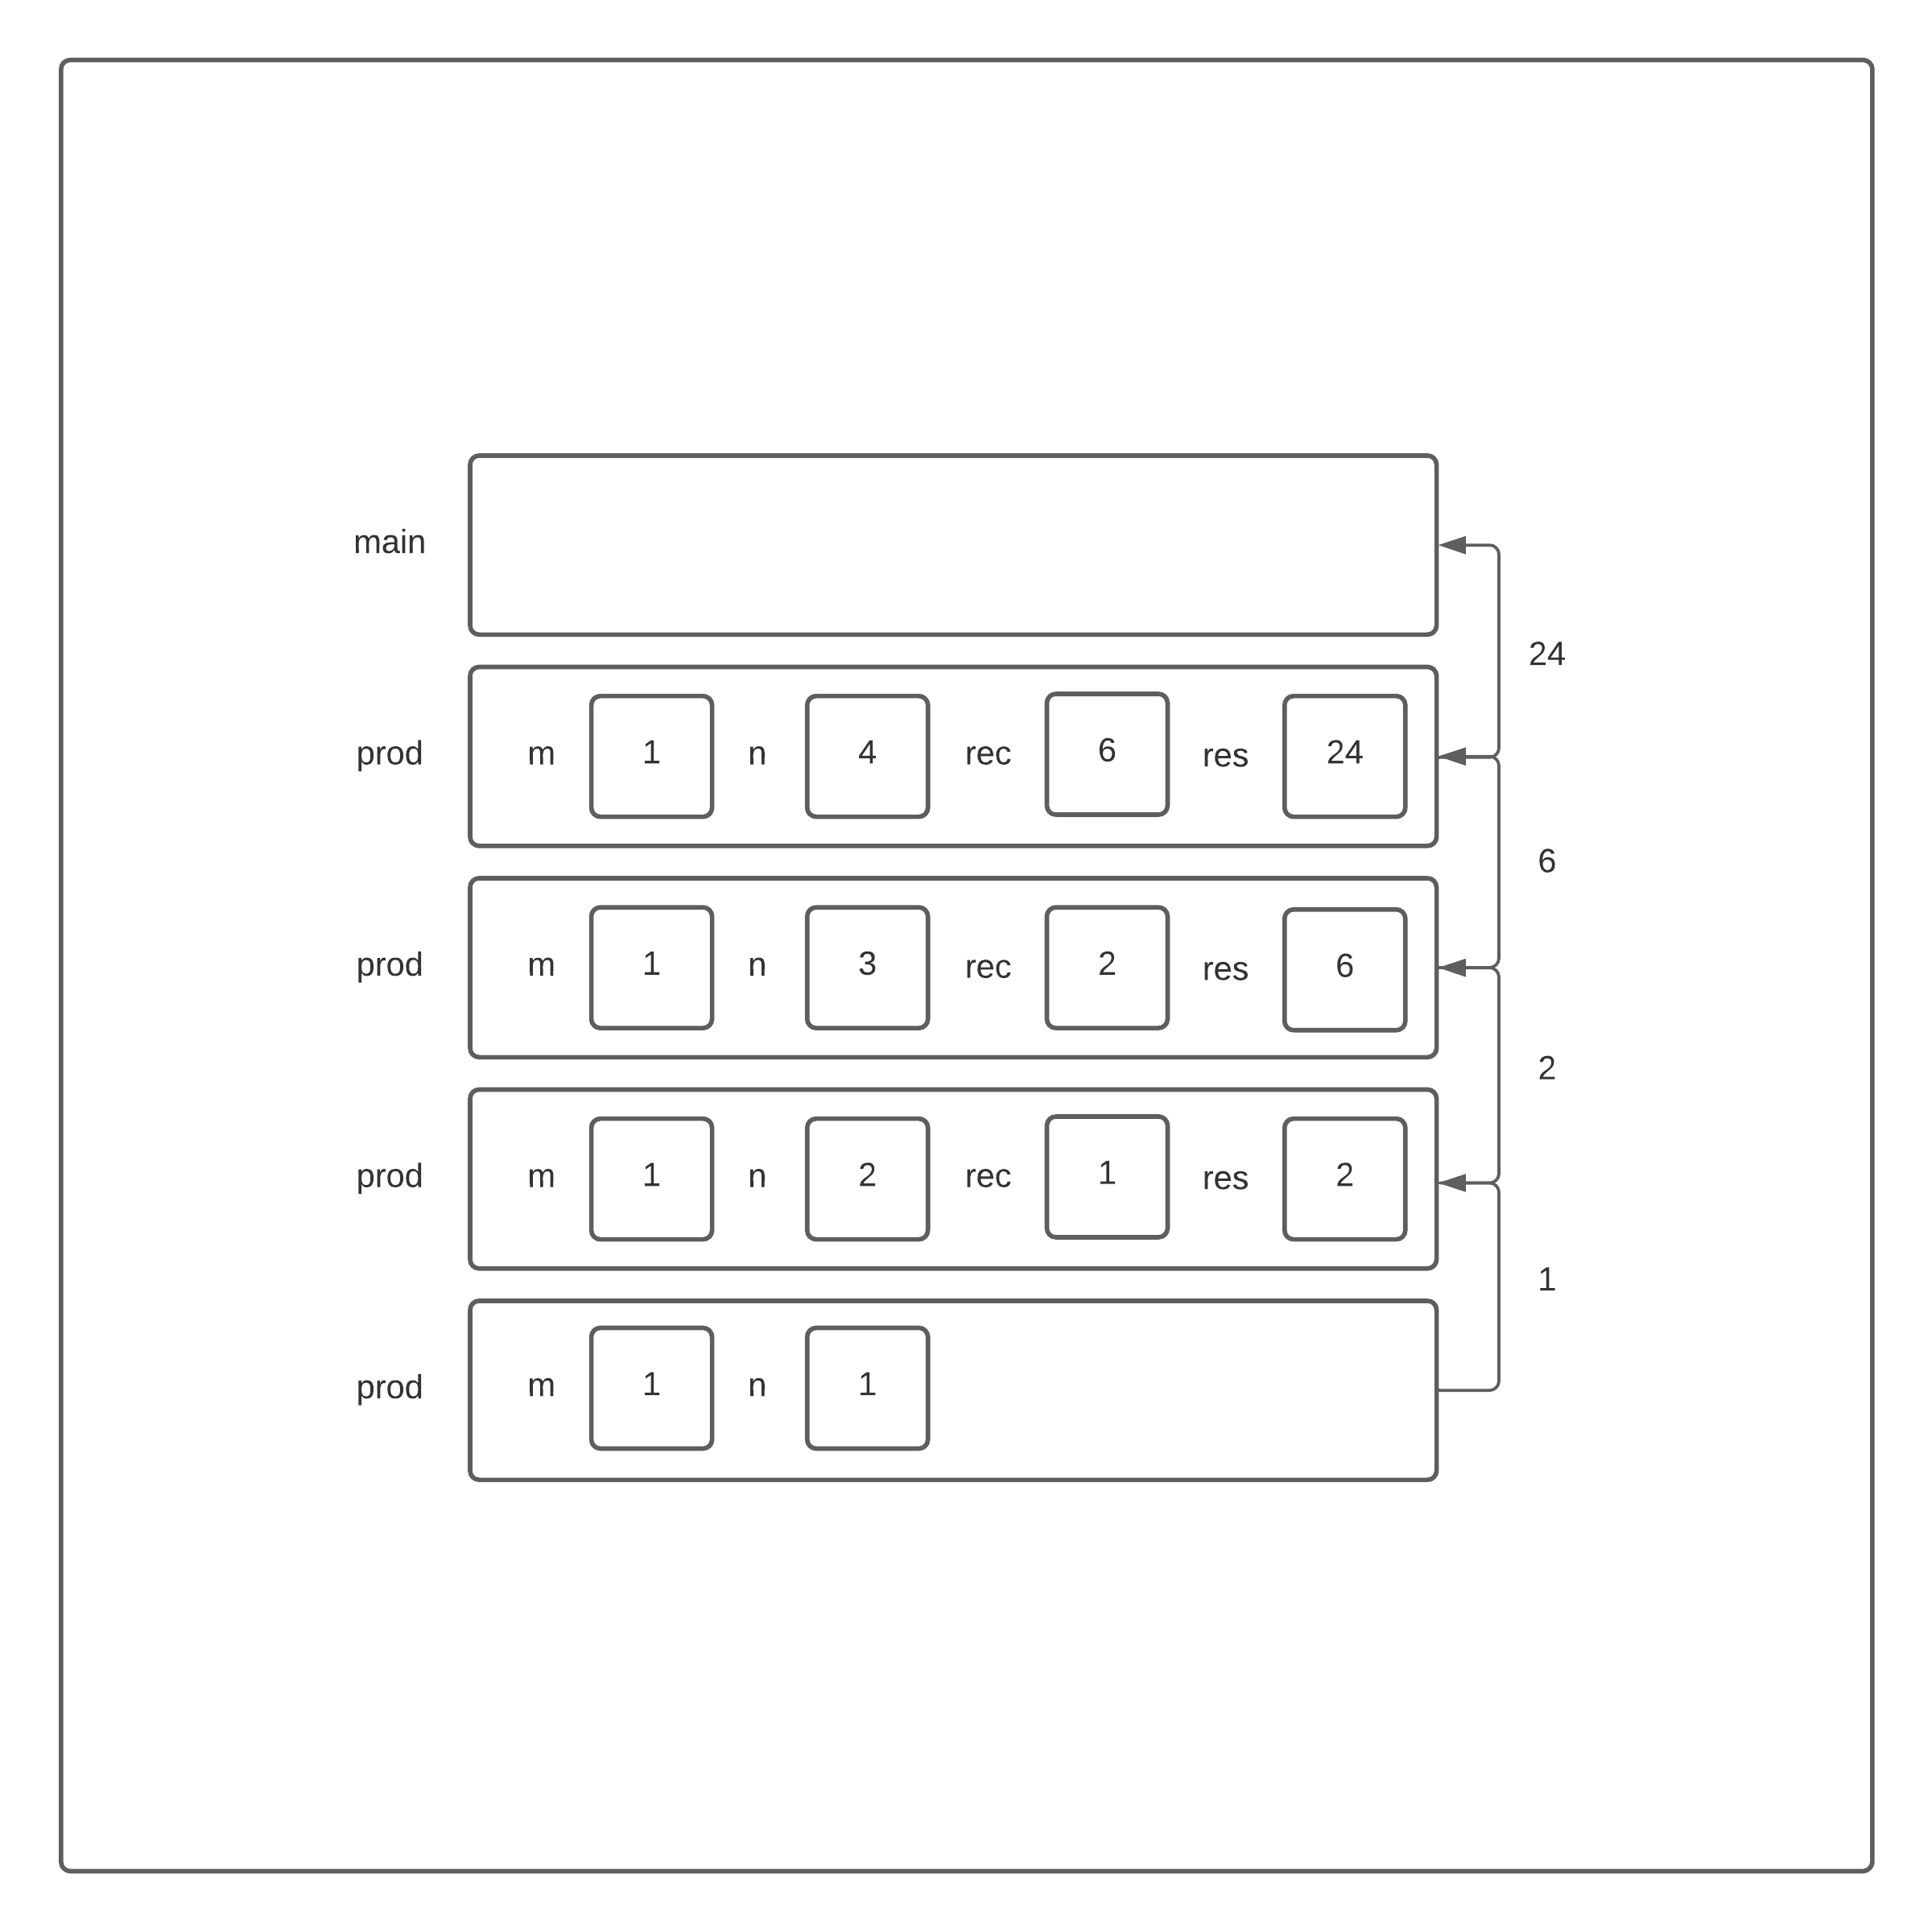 main
24
prod m 1 n 4 rec 6 res 24
6
prod m 1 n 3 rec 2 res 6
2
prod m 1 n 2 rec 1 res 2
1
prod m 1 n 1